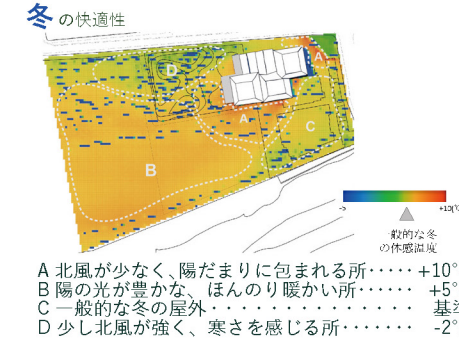 冬の快適性
A
D
A
C
B
-5 +10(℃
一般的な冬
の体感温度
A 北風が少なく、陽だまりに包まれる所‥‥‥ +10°
B 陽の光が豊かな、ほんのり暖かい所‥‥‥ +5°
C 一般的な冬の屋外・・・・・・・・・・・・・・・ 基準
D 少し北風が強く、寒さを感じる所・・・・・・・ -2°